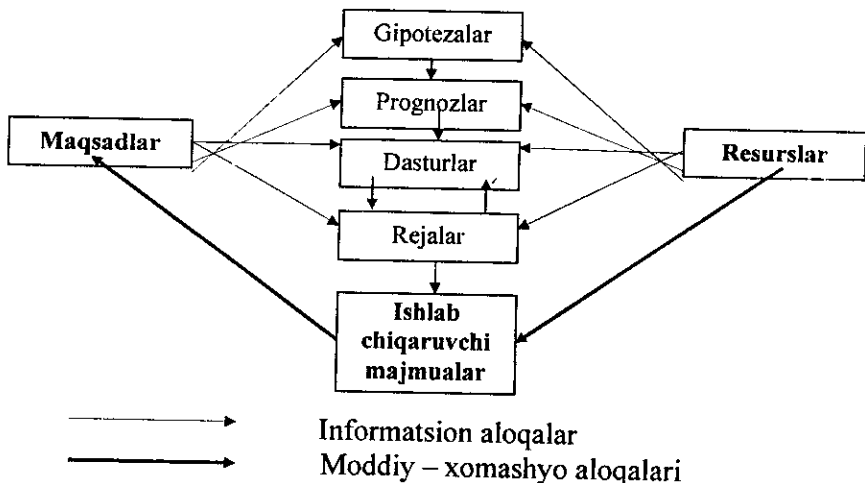 Gipotezalar
Prognozlar
Maqsadlar
Dasturlar
Resurslar
Rejalar
Ishlab
chiqaruvchi
majmualar
Informatsion aloqalar
Moddiy – xomashyo aloqalari